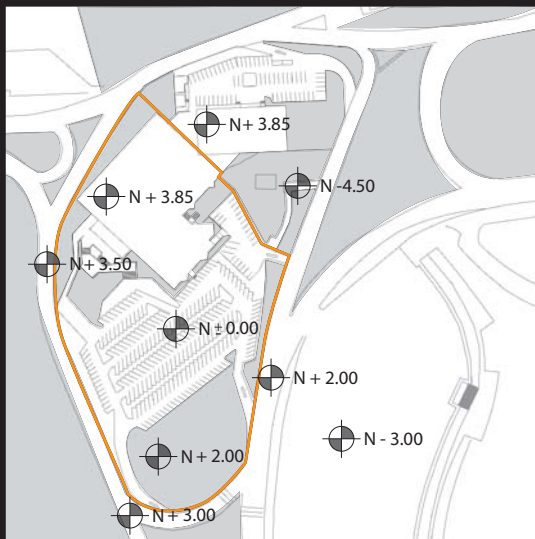 N + 3.85
N -4.50
N + 3.85
N + 3.50
N ± 0.00
N + 2.00
N - 3.00
N + 2.00
N + 3.00